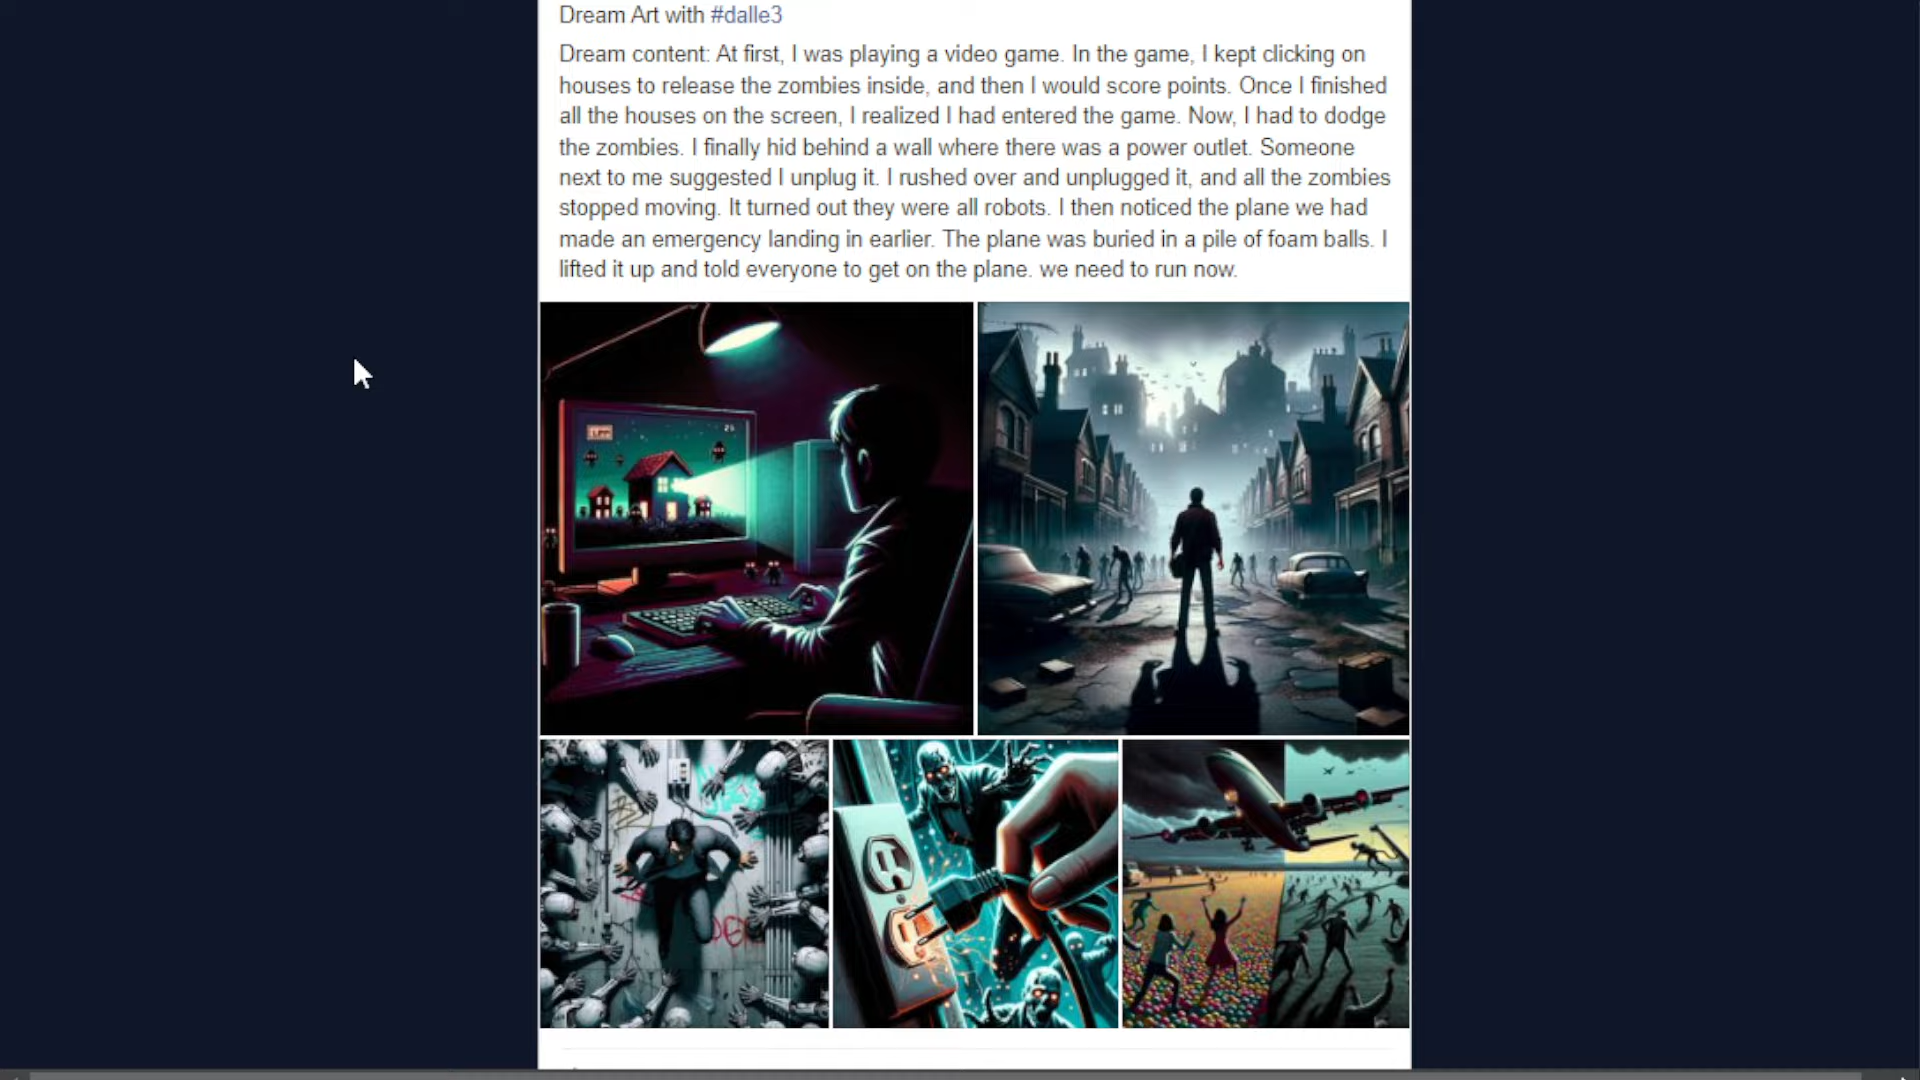 Dream Art with #dalle3
Dream content: At first, I was playing a video game. In the game, I kept clicking on
houses to release the zombies inside, and then I would score points. Once I finished
all the houses on the screen, I realized I had entered the game. Now, I had to dodge
the zombies. I finally hid behind a wall where there was a power outlet. Someone
next to me suggested I unplug it. I rushed over and unplugged it, and all the zombies
stopped moving. It turned out they were all robots. I then noticed the plane we had
made an emergency landing in earlier. The plane was buried in a pile of foam balls. I
lifted it up and told everyone to get on the plane. we need to run now.